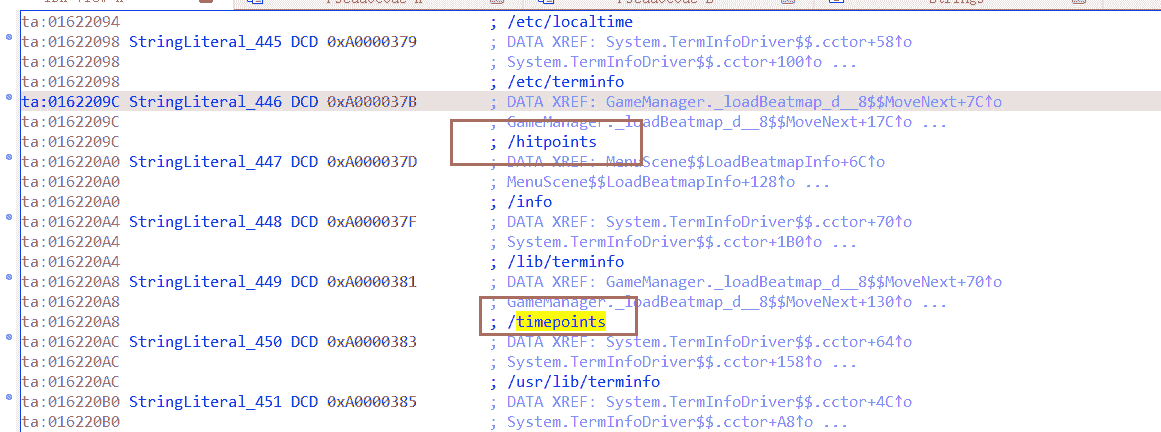 ta:01622094 ; /etc/localtime
ta:01622098 StringLiteral_445 DCD 0xA0000379 ; DATA XREF: System.TermInfoDriver$$.cctor+58↑o
ta:01622098 ; System.TermInfoDriver$$.cctor+100↑o ...
ta:01622098 ; /etc/terminfo
ta:0162209C StringLiteral_446 DCD 0xA000037B ; DATA XREF: GameManager._loadBeatmap_d__8$$MoveNext+7C↑o
ta:0162209C ; GameManager._loadBeatmap_d__8$$MoveNext+17C↑o ...
ta:0162209C ; /hitpoints
ta:016220A0 StringLiteral_447 DCD 0xA000037D ; DATA XREF: MenuScene$$LoadBeatmapInfo+6C↑o
ta:016220A0 ; MenuScene$$LoadBeatmapInfo+128↑o ...
ta:016220A0 ; /info
ta:016220A4 StringLiteral_448 DCD 0xA000037F ; DATA XREF: System.TermInfoDriver$$.cctor+70↑o
ta:016220A4 ; System.TermInfoDriver$$.cctor+1B0↑o ...
ta:016220A4 ; /lib/terminfo
ta:016220A8 StringLiteral_449 DCD 0xA0000381 ; DATA XREF: GameManager._loadBeatmap_d__8$$MoveNext+70↑o
ta:016220A8 ; GameManager._loadBeatmap_d__8$$MoveNext+130↑o ...
ta:016220A8 ; /timepoints
ta:016220AC StringLiteral_450 DCD 0xA0000383 ; DATA XREF: System.TermInfoDriver$$.cctor+64↑o
ta:016220AC ; System.TermInfoDriver$$.cctor+158↑o ...
ta:016220AC ; /usr/lib/terminfo
ta:016220B0 StringLiteral_451 DCD 0xA0000385 ; DATA XREF: System.TermInfoDriver$$.cctor+4C↑o
ta:016220B0 ; System.TermInfoDriver$$.cctor+A8↑o ...